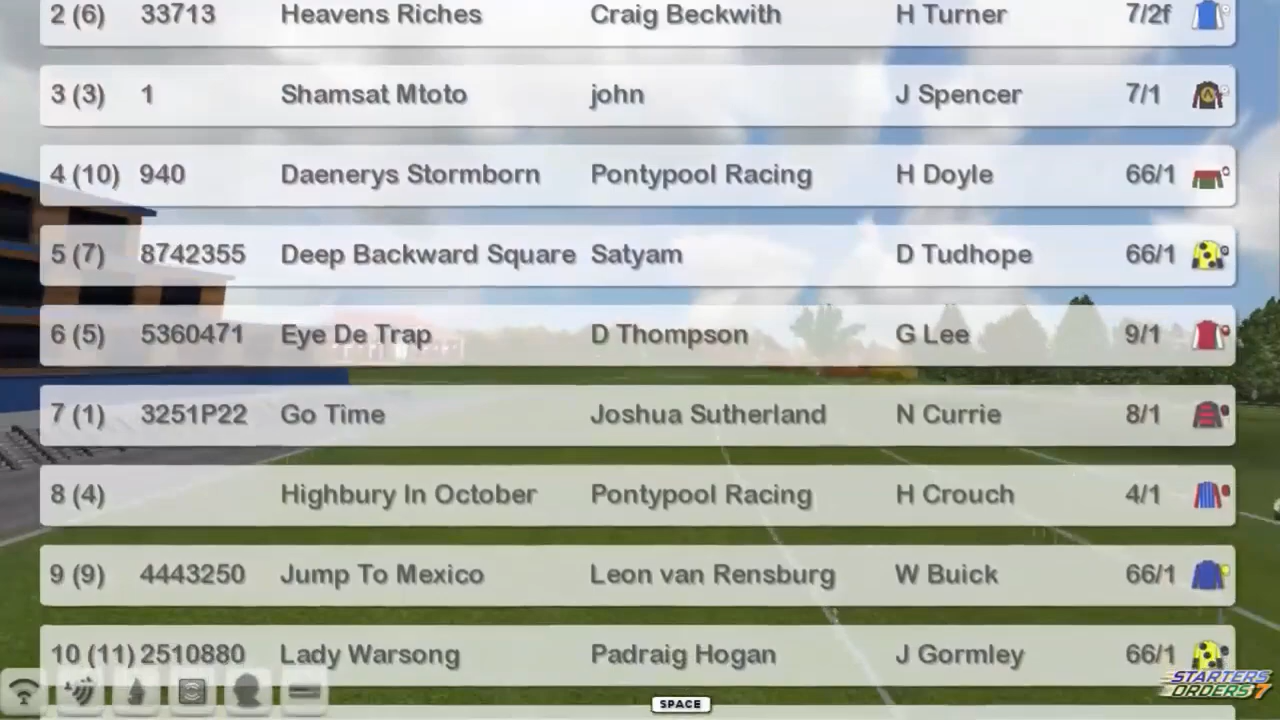 2 (6) 33713 Heavens Riches Craig Beckwith H Turner 7/2f
3 (3) 1 Shamsat Mtoto john J Spencer 7/1
4 (10) 940 Daenerys Stormborn Pontypool Racing H Doyle 66/1
5 (7) 8742355 Deep Backward Square Satyam D Tudhope 66/1
6 (5) 5360471 Eye De Trap D Thompson G Lee 9/1
7 (1) 3251P22 Go Time Joshua Sutherland N Currie 8/1
8 (4) Highbury In October Pontypool Racing H Crouch 4/1
9 (9) 4443250 Jump To Mexico Leon van Rensburg W Buick 66/1
10 (11) 2510880 Lady Warsong Padraig Hogan J Gormley 66/1
SPACE
STARTERS ORDERS 7